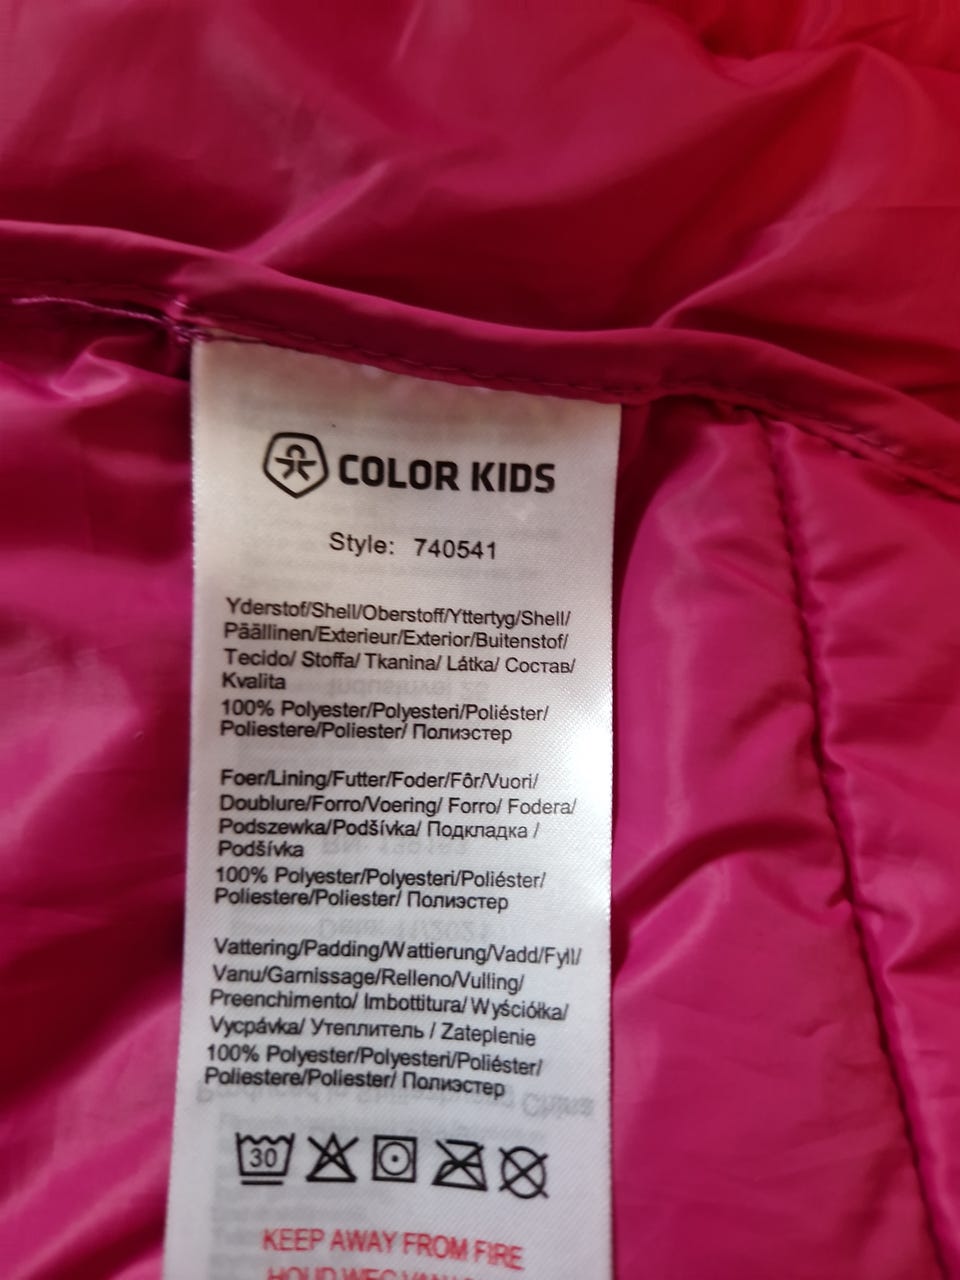 COLOR KIDS
Style: 740541
Yderstof/Shell/Oberstoff/Yttertyg/Shell/
Päällinen/Exterieur/Exterior/Buitenstof/
Tecido/ Stoffa/ Tkanina/ Látka/ Состав/
Kvalita
100% Polyester/Polyesteri/Poliéster/
Poliestere/Poliester/ Полиэстер
Foer/Lining/Futter/Foder/Fôr/Vuori/
Doublure/Forro/Voering/ Forro/ Fodera/
Podszewka/Podšívka/ Подкладка /
Podšívka
100% Polyester/Polyesteri/Poliéster/
Poliestere/Poliester/ Полиэстер
Vattering/Padding/Wattierung/Vadd/Fyll/
Vanu/Garnissage/Relleno/Vulling/
Preenchimento/ Imbottitura/ Wyściółka/
Vycpávka/ Утеплитель / Zateplenie
100% Polyester/Polyesteri/Poliéster/
Poliestere/Poliester/ Полиэстер
30
KEEP AWAY FROM FIRE
HOUD WEG